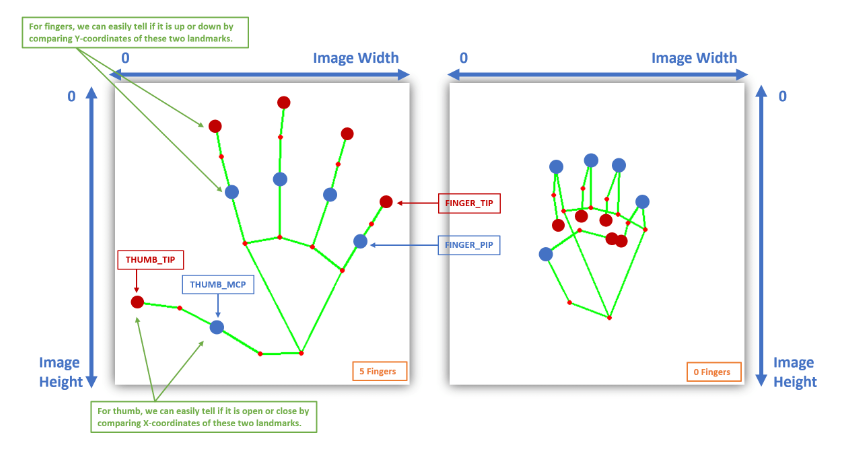 For fingers, we can easily tell if it is up or down by
comparing Y-coordinates of these two landmarks.
0
Image Width
0
Image Width
0
0
FINGER_TIP
FINGER_PIP
THUMB_TIP
THUMB_MCP
Image
Height
5 Fingers
0 Fingers
Image
Height
For thumb, we can easily tell if it is open or close by
comparing X-coordinates of these two landmarks.